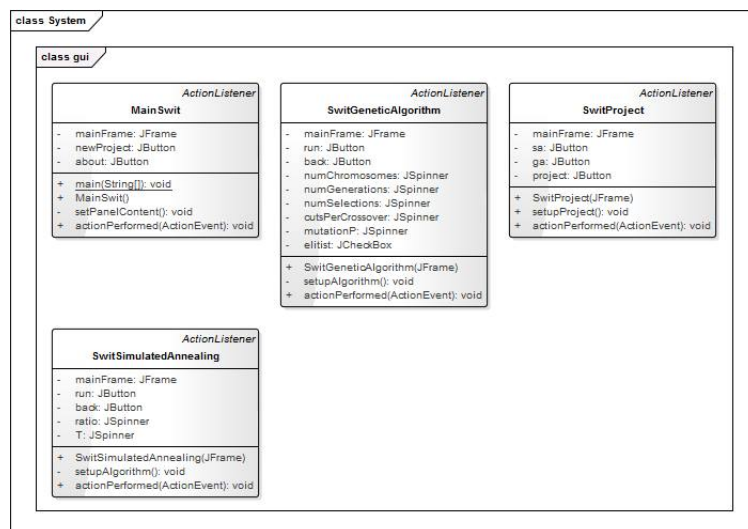 class System
class gui
ActionListener
MainSwit
- mainFrame: JFrame
- newProject: JButton
- about: JButton
+ main(String[]): void
+ MainSwit()
- setPanelContent(): void
+ actionPerformed(ActionEvent): void
ActionListener
SwitGeneticAlgorithm
- mainFrame: JFrame
- run: JButton
- back: JButton
- numChromosomes: JSpinner
- numGenerations: JSpinner
- numSelections: JSpinner
- cutsPerCrossover: JSpinner
- mutationP: JSpinner
- elitist: JCheckBox
+ SwitGeneticAlgorithm(JFrame)
- setupAlgorithm(): void
+ actionPerformed(ActionEvent): void
ActionListener
SwitProject
- mainFrame: JFrame
- sa: JButton
- ga: JButton
- project: JButton
+ SwitProject(JFrame)
+ setupProject(): void
+ actionPerformed(ActionEvent): void
ActionListener
SwitSimulatedAnnealing
- mainFrame: JFrame
- run: JButton
- back: JButton
- ratio: JSpinner
- T: JSpinner
+ SwitSimulatedAnnealing(JFrame)
- setupAlgorithm(): void
+ actionPerformed(ActionEvent): void